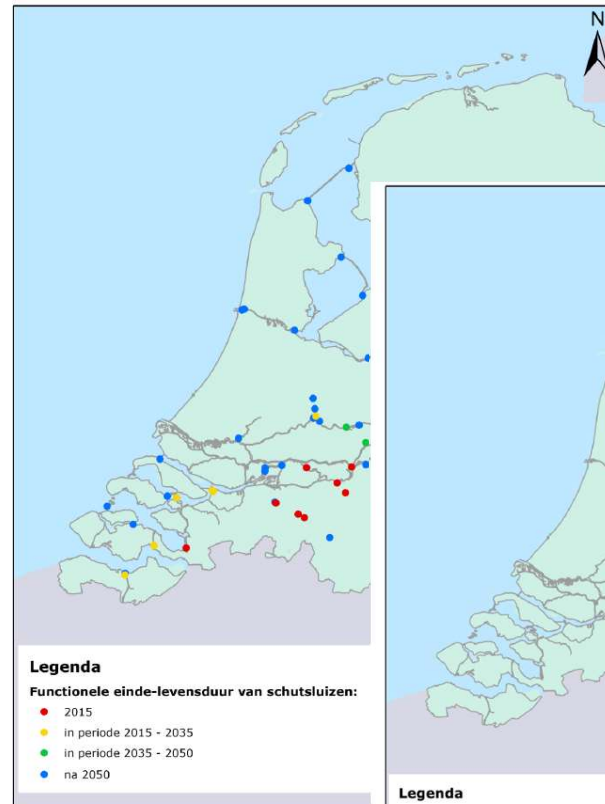 N
Legenda
Functionele einde-levensduur van schutsluizen:
2015
in periode 2015 - 2035
in periode 2035 - 2050
na 2050
Legenda